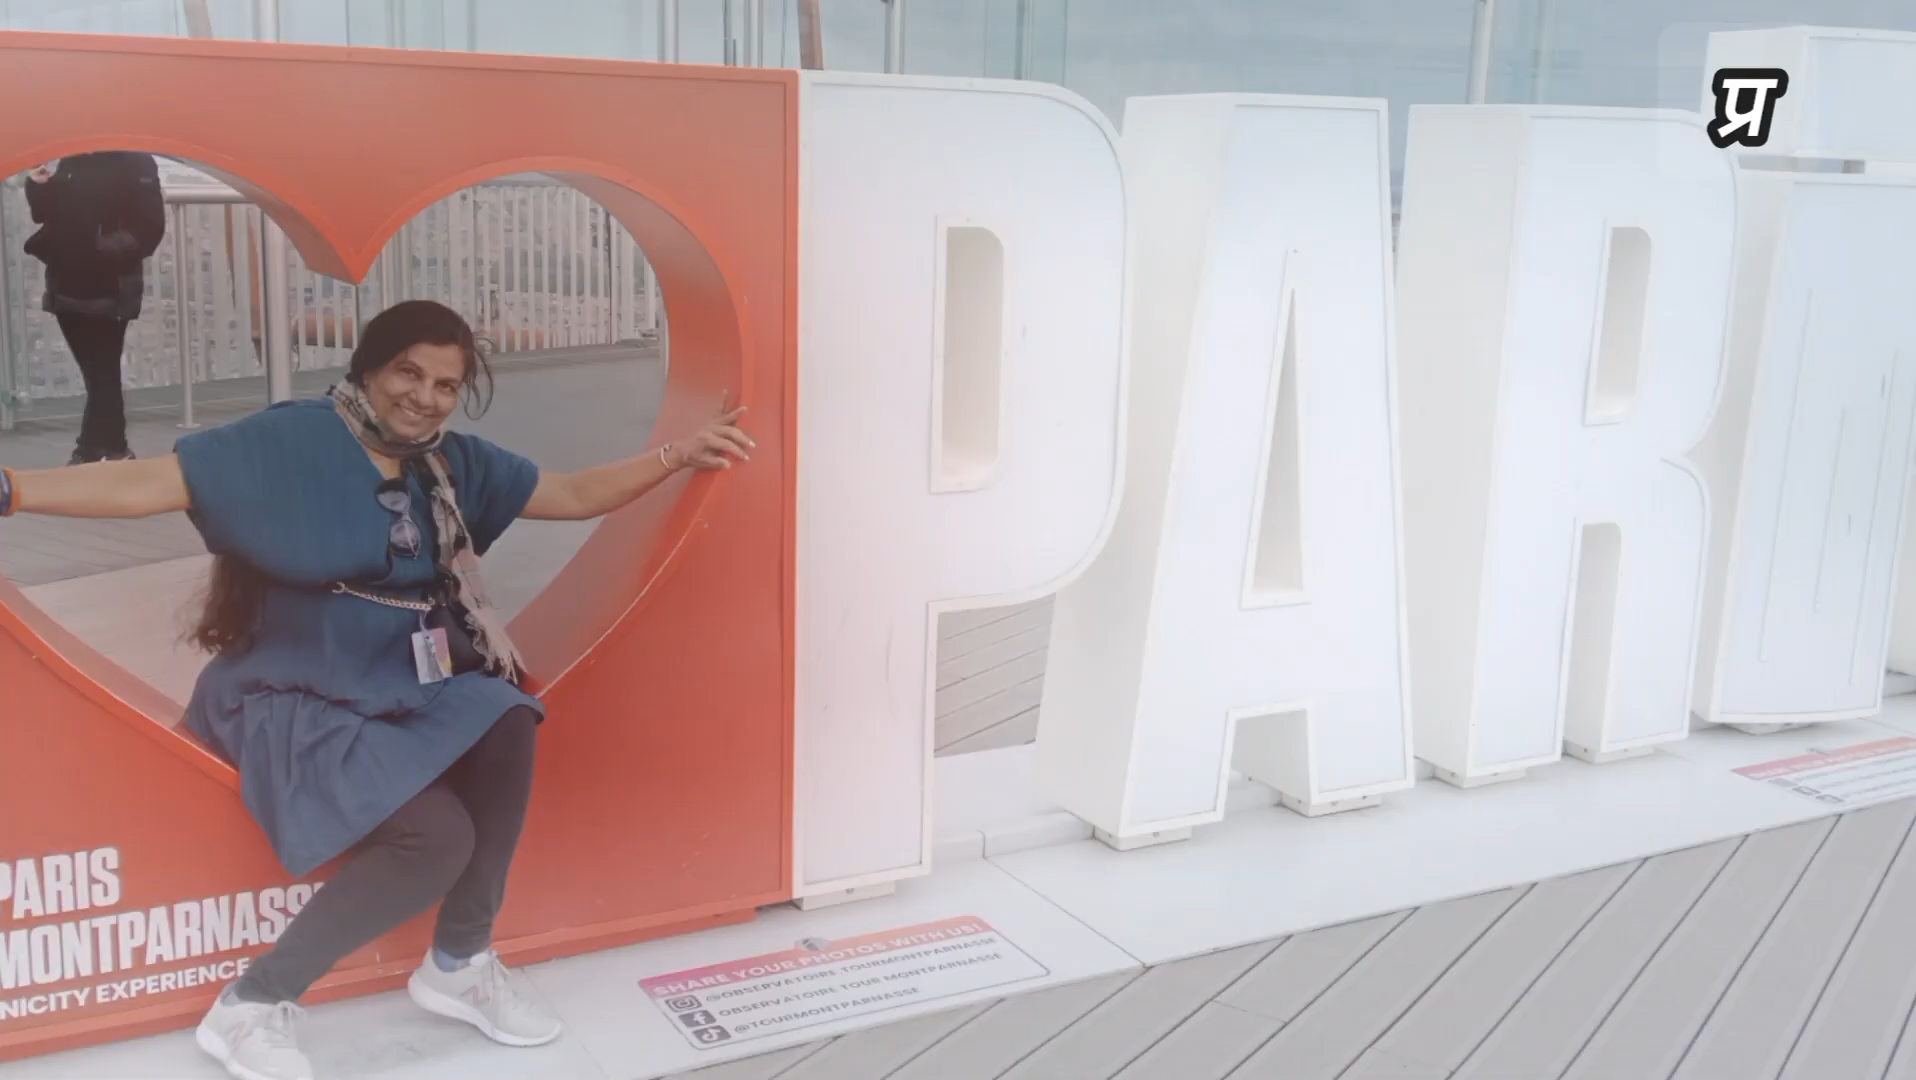 PARI
प्र
PARIS
MONTPARNASS
NICITY EXPERIENCE
SHARE YOUR PHOTOS WITH US!
@OBSERVATOIRE TOURMONTPARNASSE
OBSERVATOIRE TOUR MONTPARNASSE
@TOURMONTPARNASSE